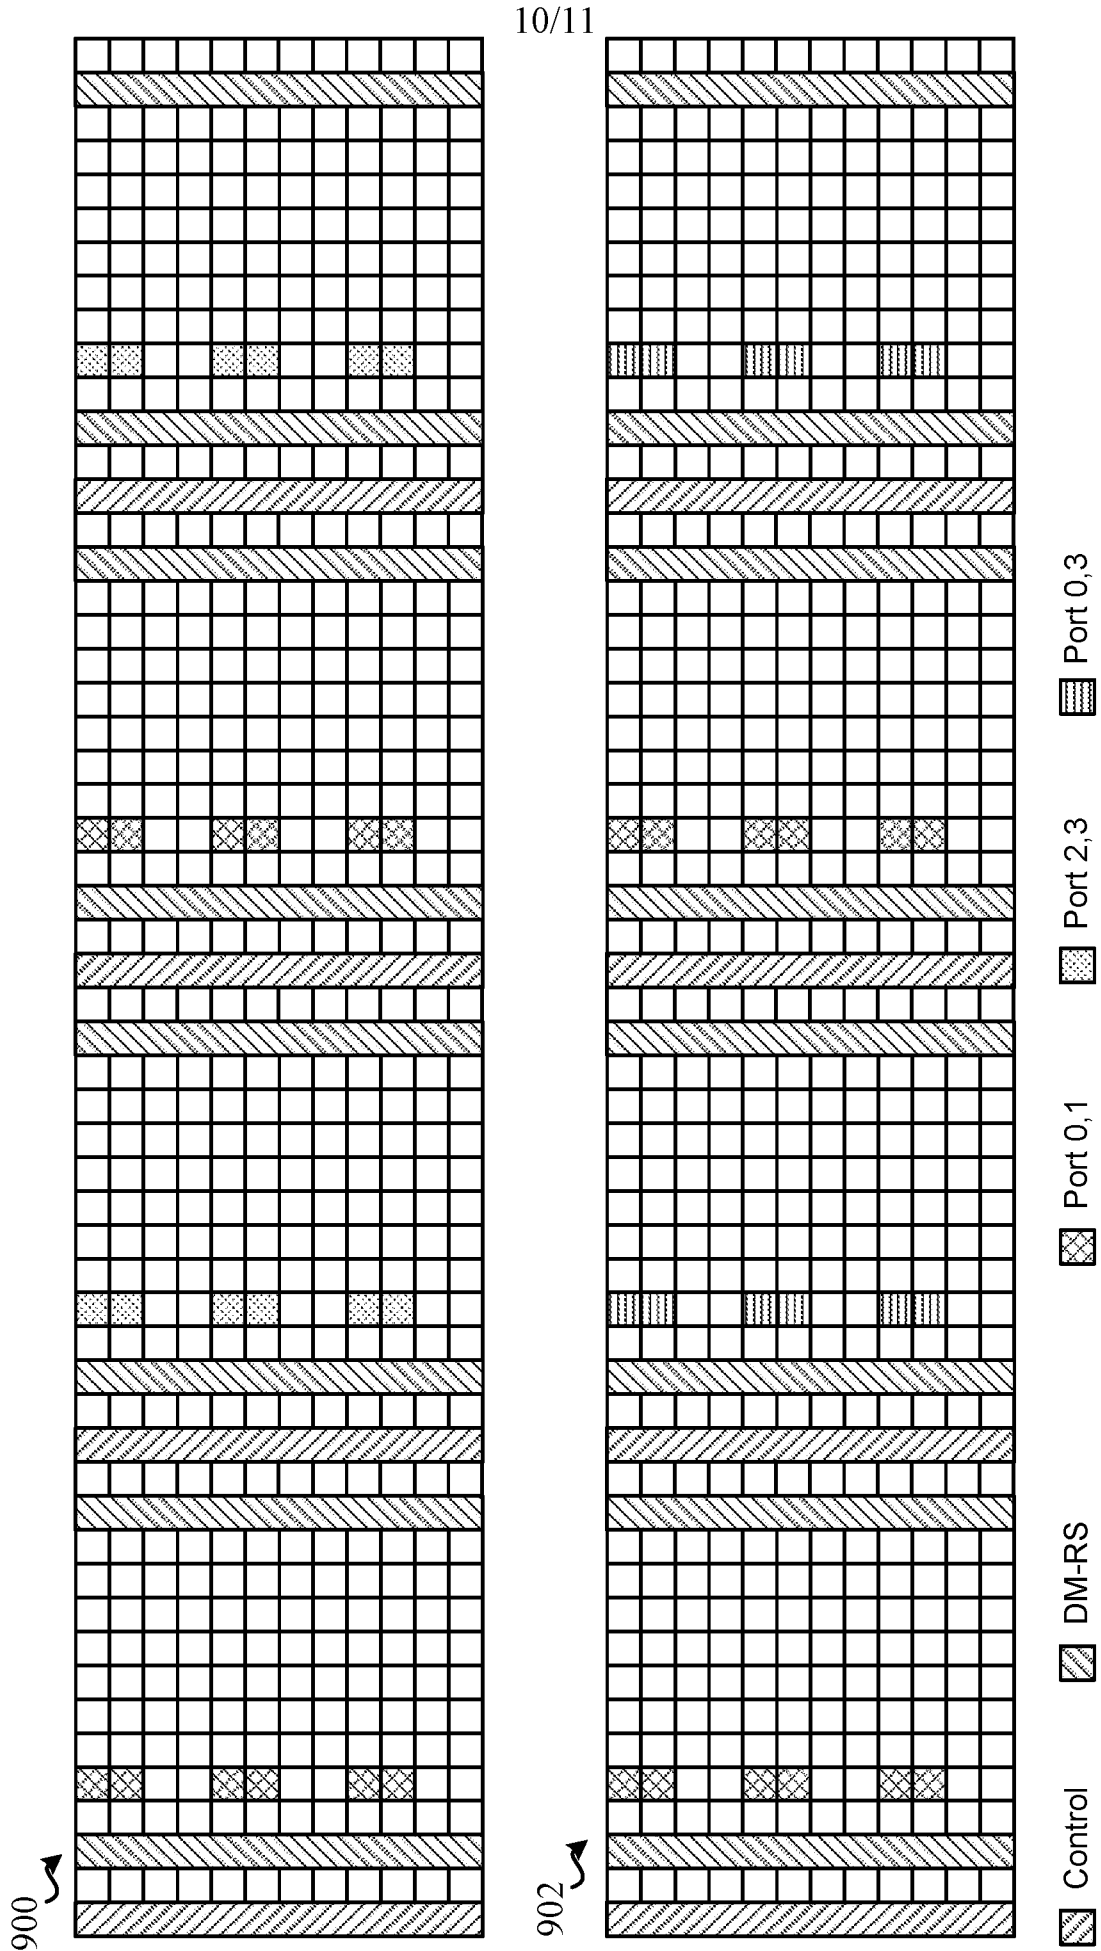 10/11
900
902
Control
DM-RS
Port 0,1
Port 2,3
Port 0,3